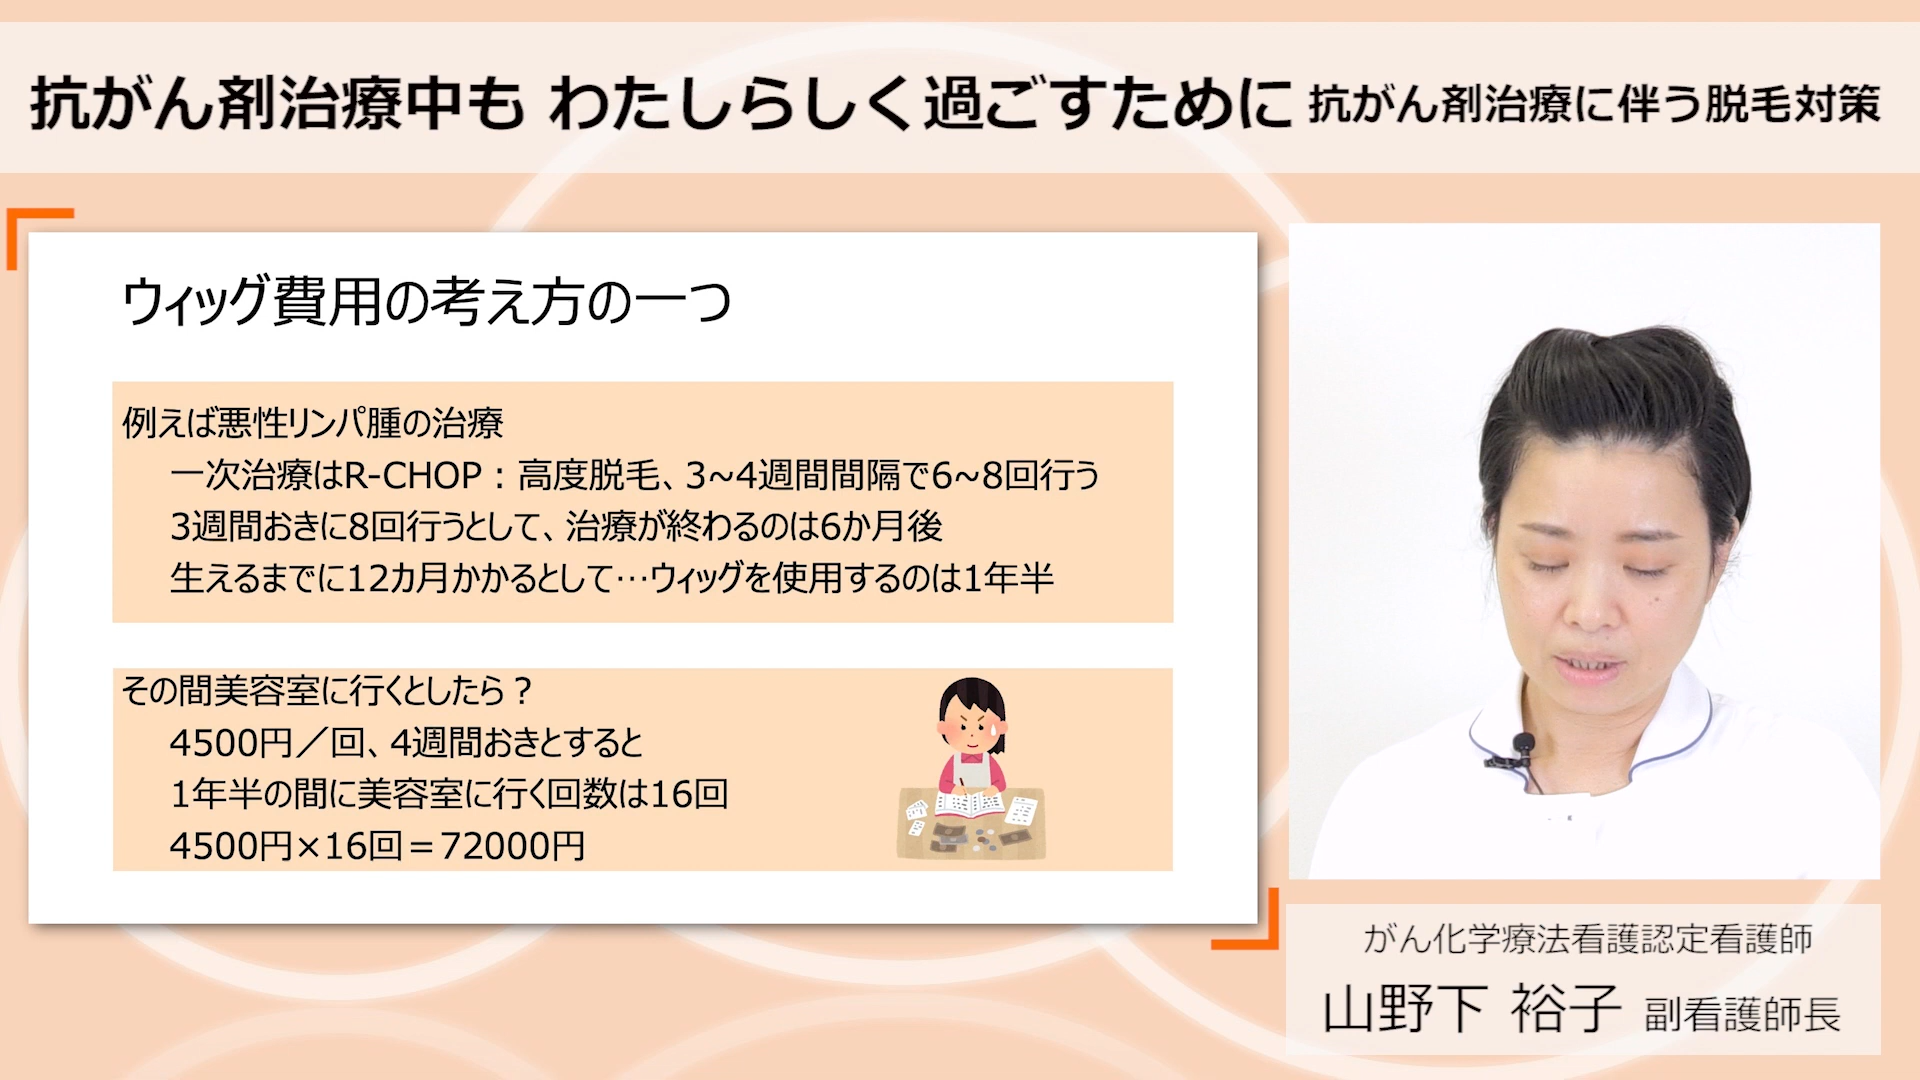 抗がん剤治療中も わたしらしく過ごすために 抗がん剤治療に伴う脱毛対策
ウィッグ費用の考え方の一つ
例えば悪性リンパ腫の治療
一次治療はR-CHOP：高度脱毛、3~4週間間隔で6~8回行う
3週間おきに8回行うとして、治療が終わるのは6か月後
生えるまでに12カ月かかるとして…ウィッグを使用するのは1年半
その間美容室に行くとしたら？
4500円／回、4週間おきとすると
1年半の間に美容室に行く回数は16回
4500円×16回＝72000円
がん化学療法看護認定看護師
山野下 裕子 副看護師長